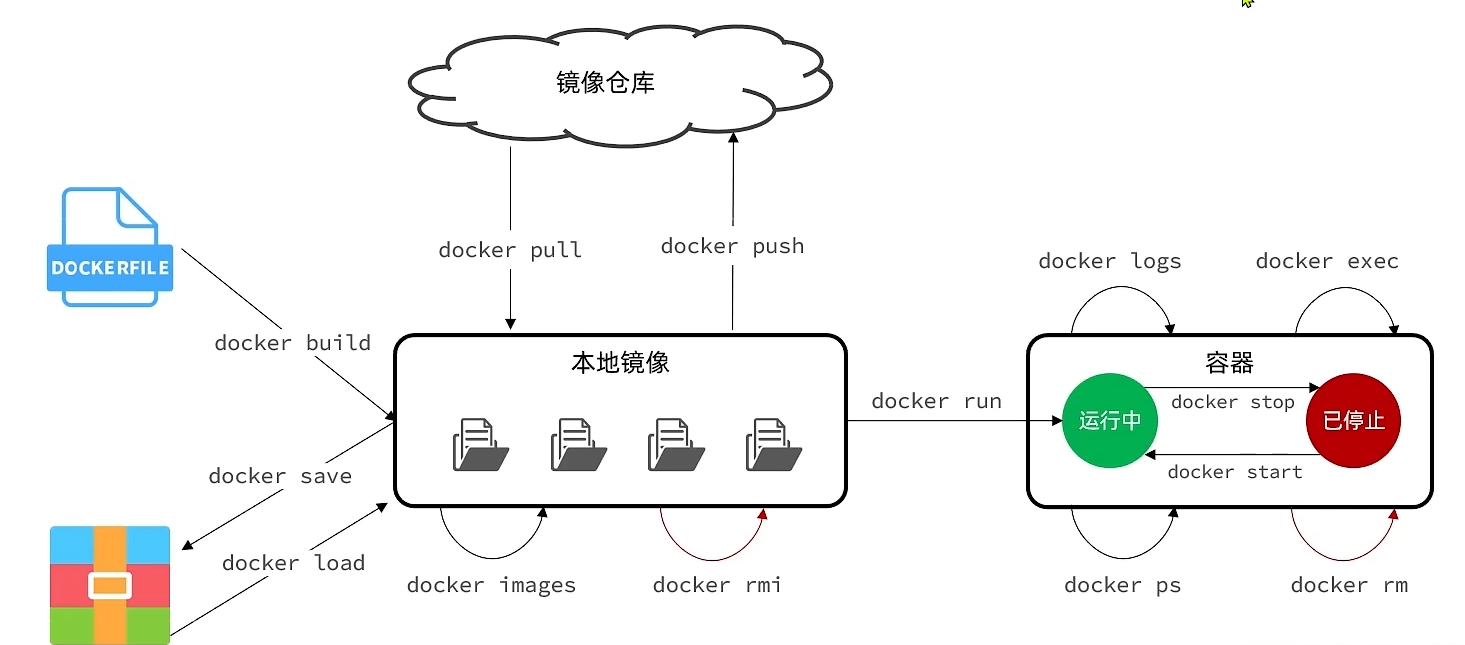 镜像仓库
docker pull
docker push
DOCKERFILE
docker build
docker save
docker load
本地镜像
docker images
docker rmi
docker run
docker logs
docker exec
容器
运行中
docker stop
已停止
docker start
docker ps
docker rm